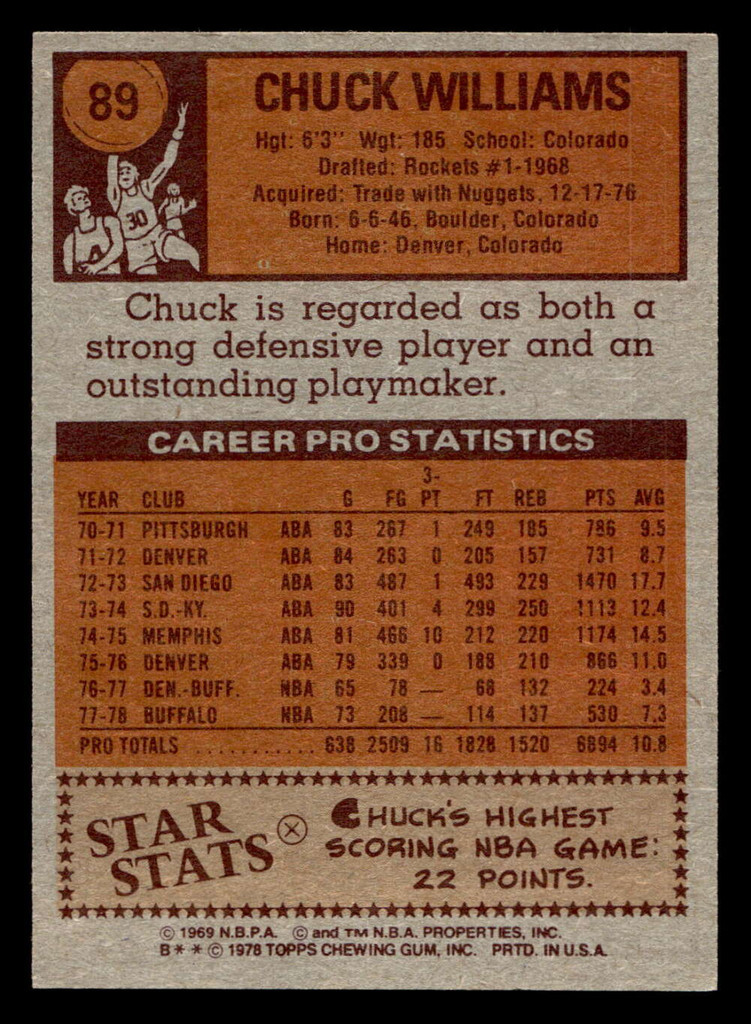 89
30
CHUCK WILLIAMS
Hgt: 6'3" Wgt: 185 School: Colorado
Drafted: Rockets #1-1968
Acquired: Trade with Nuggets, 12-17-76
Born: 6-6-46, Boulder, Colorado
Home: Denver, Colorado
Chuck is regarded as both a
strong defensive player and an
outstanding playmaker.
CAREER PRO STATISTICS
YEAR CLUB G FG 3-PT FT REB PTS AVG
70-71 PITTSBURGH ABA 83 267 1 249 185 786 9.5
71-72 DENVER ABA 84 263 0 205 157 731 8.7
72-73 SAN DIEGO ABA 83 487 1 493 229 1470 17.7
73-74 S.D.-KY. ABA 90 401 4 299 250 1113 12.4
74-75 MEMPHIS ABA 81 466 10 212 220 1174 14.5
75-76 DENVER ABA 79 339 0 188 210 866 11.0
76-77 DEN.-BUFF. NBA 65 78 — 68 132 224 3.4
77-78 BUFFALO NBA 73 208 — 114 137 530 7.3
PRO TOTALS ........... 638 2509 16 1828 1520 6894 10.8
STAR
STATS
CHUCK'S HIGHEST
SCORING NBA GAME:
22 POINTS.
© 1969 N.B.P.A. © and TM N.B.A. PROPERTIES, INC.
B* * © 1978 TOPPS CHEWING GUM, INC. PRTD. IN U.S.A.